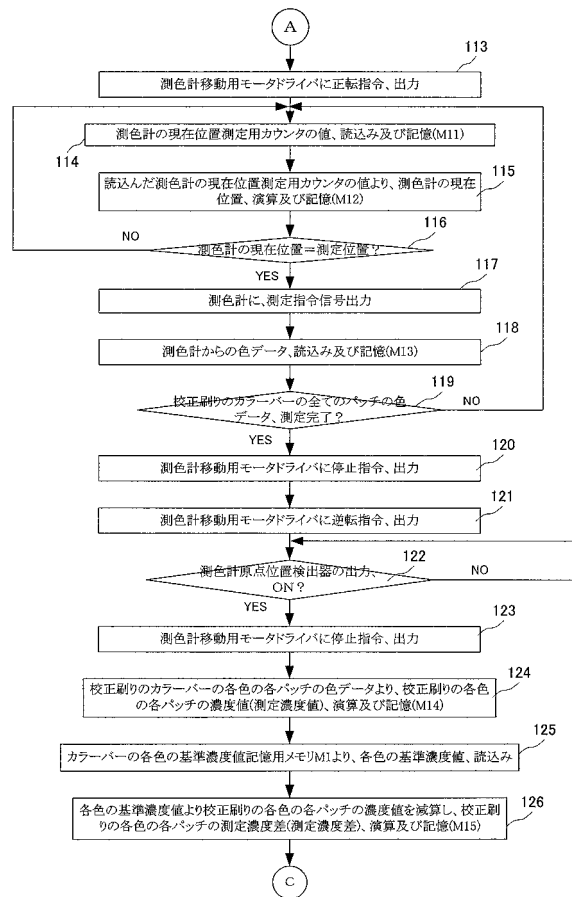 A
113
測色計移動用モータドライバに正転指令、出力
測色計の現在位置測定用カウンタの値、読込み及び記憶(M11)
114
115
読込んだ測色計の現在位置測定用カウンタの値より、測色計の現在
位置、演算及び記憶(M12)
116
NO
測色計の現在位置=測定位置?
YES
117
測色計に、測定指令信号出力
118
測色計からの色データ、読込み及び記憶(M13)
119
校正刷りのカラーバーの全てのパッチの色
データ、測定完了?
NO
YES
120
測色計移動用モータドライバに停止指令、出力
121
測色計移動用モータドライバに逆転指令、出力
122
測色計原点位置検出器の出力、
ON?
NO
YES
123
測色計移動用モータドライバに停止指令、出力
124
校正刷りのカラーバーの各色の各パッチの色データより、校正刷りの各色
の各パッチの濃度値(測定濃度値)、演算及び記憶(M14)
125
カラーバーの各色の基準濃度値記憶用メモリM1より、各色の基準濃度値、読込み
126
各色の基準濃度値より校正刷りの各色の各パッチの濃度値を減算し、校正刷
りの各色の各パッチの測定濃度差(測定濃度差)、演算及び記憶(M15)
C